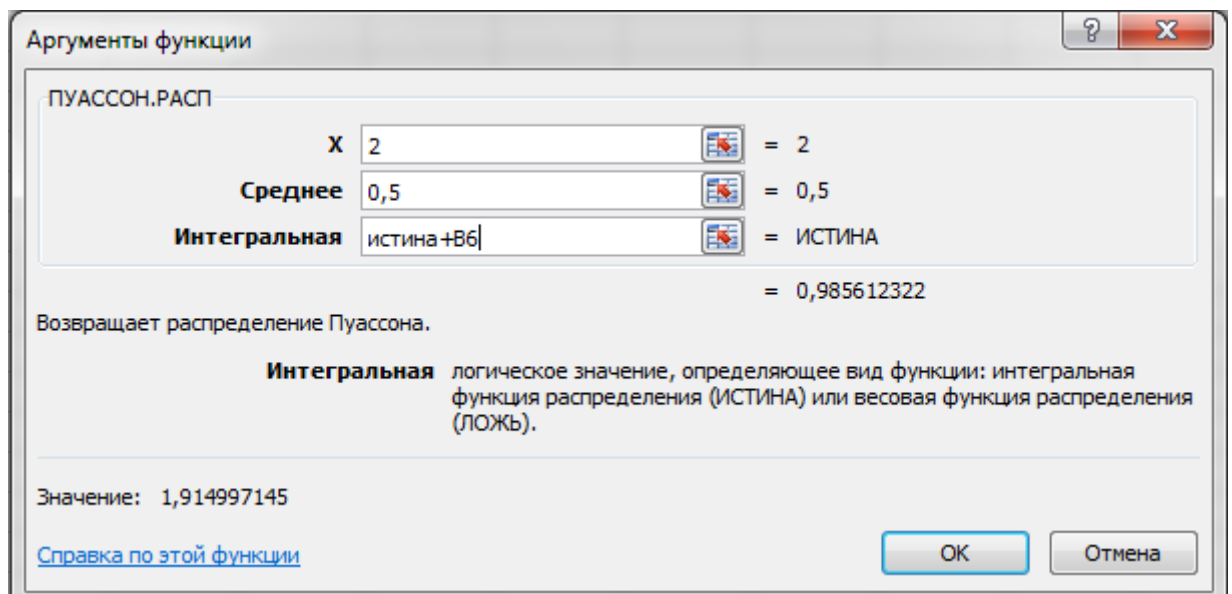 Аргументы функции
?
ПУАССОН.РАСП
X 2 = 2
Среднее 0,5 = 0,5
Интегральная истина+B6 = ИСТИНА
= 0,985612322
Возвращает распределение Пуассона.
Интегральная логическое значение, определяющее вид функции: интегральная
функция распределения (ИСТИНА) или весовая функция распределения
(ЛОЖЬ).
Значение: 1,914997145
Справка по этой функции
ОК Отмена